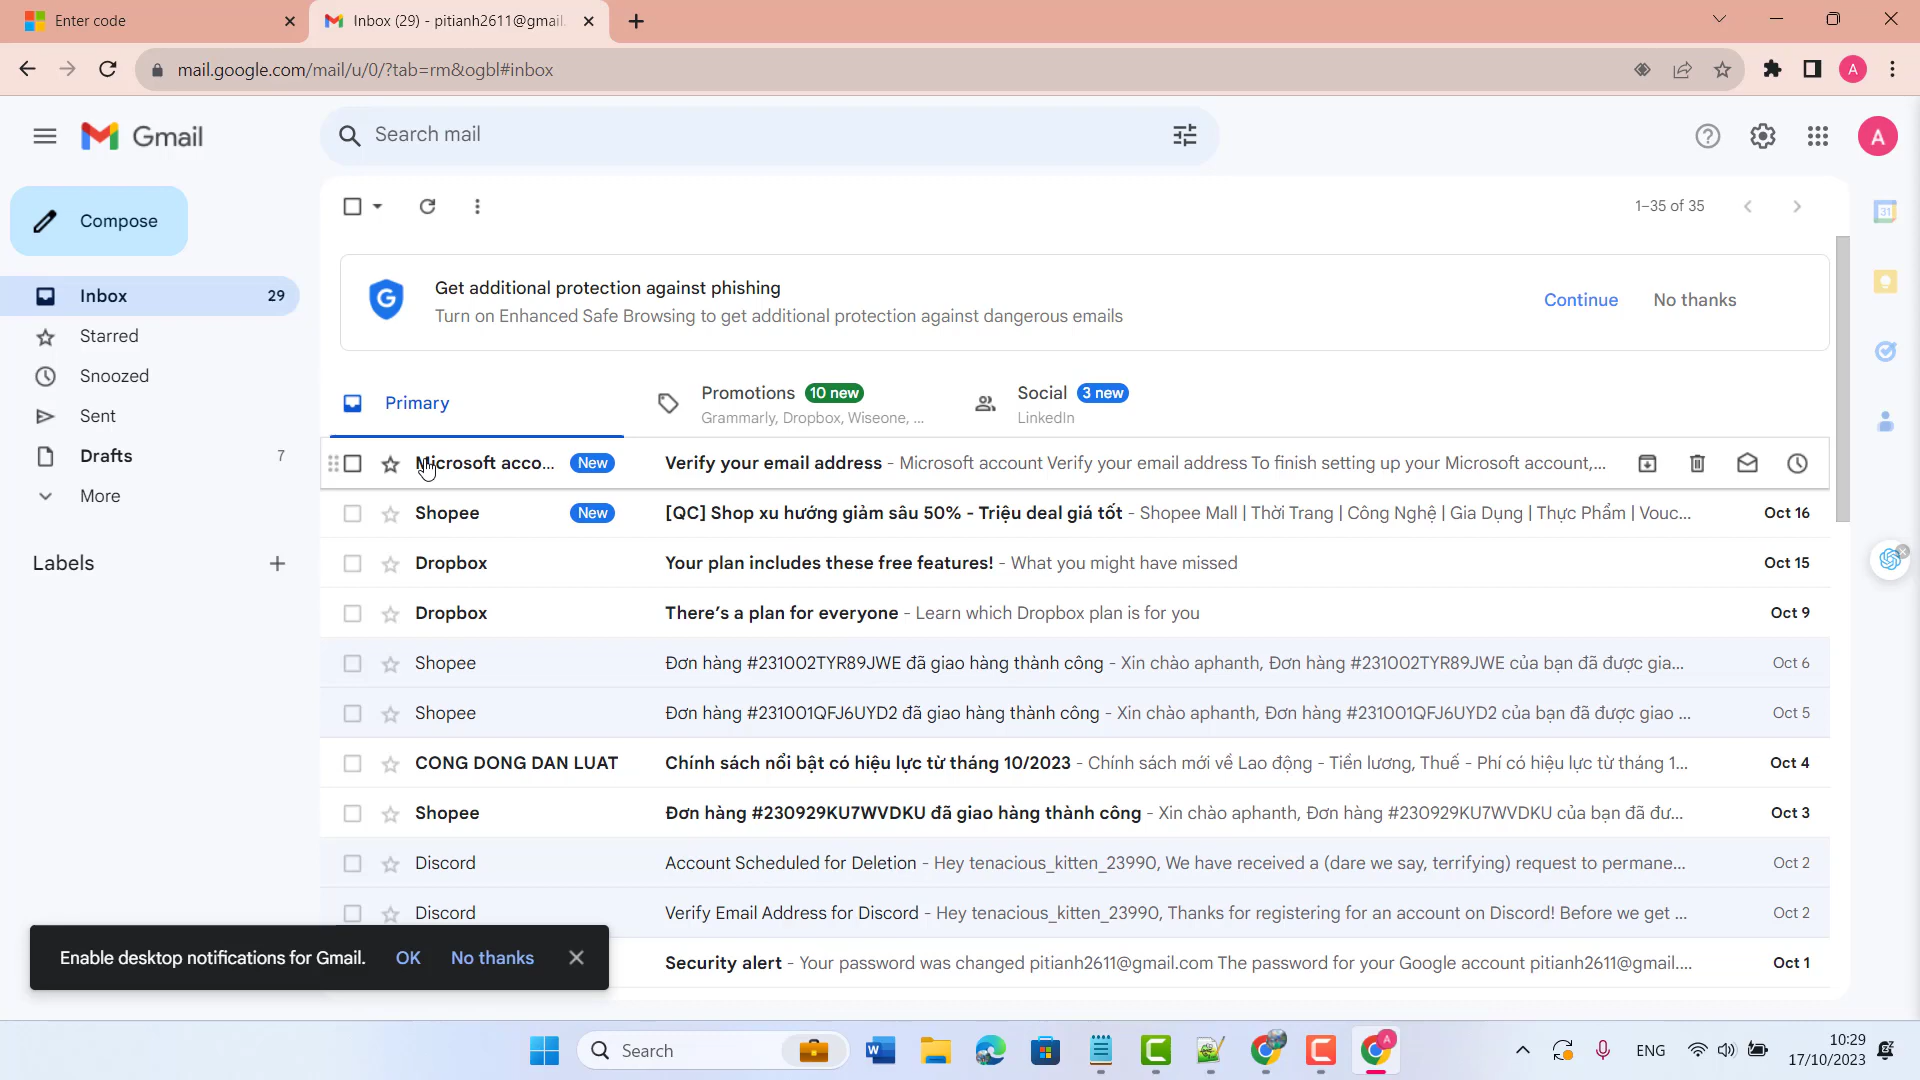 Enter code
Inbox (29) - pitianh2611@gmail.
mail.google.com/mail/u/0/?tab=rm&ogbl#inbox
A
Gmail
Search mail
A
Compose
1–35 of 35
Get additional protection against phishing
Turn on Enhanced Safe Browsing to get additional protection against dangerous emails
Continue
No thanks
Inbox 29
Starred
Snoozed
Sent
Drafts 7
More
Labels
Primary
Promotions 10 new
Grammarly, Dropbox, Wiseone, ...
Social 3 new
LinkedIn
Microsoft acco... New Verify your email address - Microsoft account Verify your email address To finish setting up your Microsoft account,...
Shopee New [QC] Shop xu hướng giảm sâu 50% - Triệu deal giá tốt - Shopee Mall | Thời Trang | Công Nghệ | Gia Dụng | Thực Phẩm | Vouc... Oct 16
Dropbox Your plan includes these free features! - What you might have missed Oct 15
Dropbox There's a plan for everyone - Learn which Dropbox plan is for you Oct 9
Shopee Đơn hàng #231002TYR89JWE đã giao hàng thành công - Xin chào aphanth, Đơn hàng #231002TYR89JWE của bạn đã được gia... Oct 6
Shopee Đơn hàng #231001QFJ6UYD2 đã giao hàng thành công - Xin chào aphanth, Đơn hàng #231001QFJ6UYD2 của bạn đã được giao ... Oct 5
CONG DONG DAN LUAT Chính sách nổi bật có hiệu lực từ tháng 10/2023 - Chính sách mới về Lao động - Tiền lương, Thuế - Phí có hiệu lực từ tháng 1... Oct 4
Shopee Đơn hàng #230929KU7WVDKU đã giao hàng thành công - Xin chào aphanth, Đơn hàng #230929KU7WVDKU của bạn đã đư... Oct 3
Discord Account Scheduled for Deletion - Hey tenacious_kitten_23990, We have received a (dare we say, terrifying) request to permane... Oct 2
Discord Verify Email Address for Discord - Hey tenacious_kitten_23990, Thanks for registering for an account on Discord! Before we get ... Oct 2
Security alert - Your password was changed pitianh2611@gmail.com The password for your Google account pitianh2611@gmail.... Oct 1
Enable desktop notifications for Gmail. OK No thanks
Search
ENG
10:29
17/10/2023